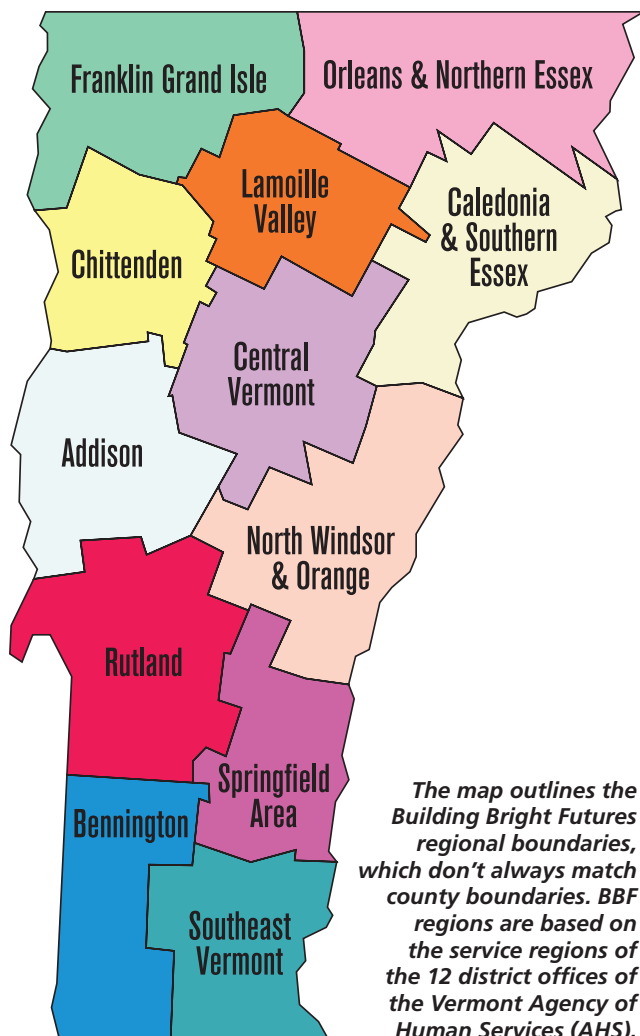 Franklin Grand Isle
Orleans & Northern Essex
Lamoille
Valley
Caledonia
& Southern
Essex
Chittenden
Central
Vermont
Addison
North Windsor
& Orange
Rutland
Springfield
Area
Bennington
Southeast
Vermont
The map outlines the
Building Bright Futures
regional boundaries,
which don't always match
county boundaries. BBF
regions are based on
the service regions of
the 12 district offices of
the Vermont Agency of
Human Services (AHS).